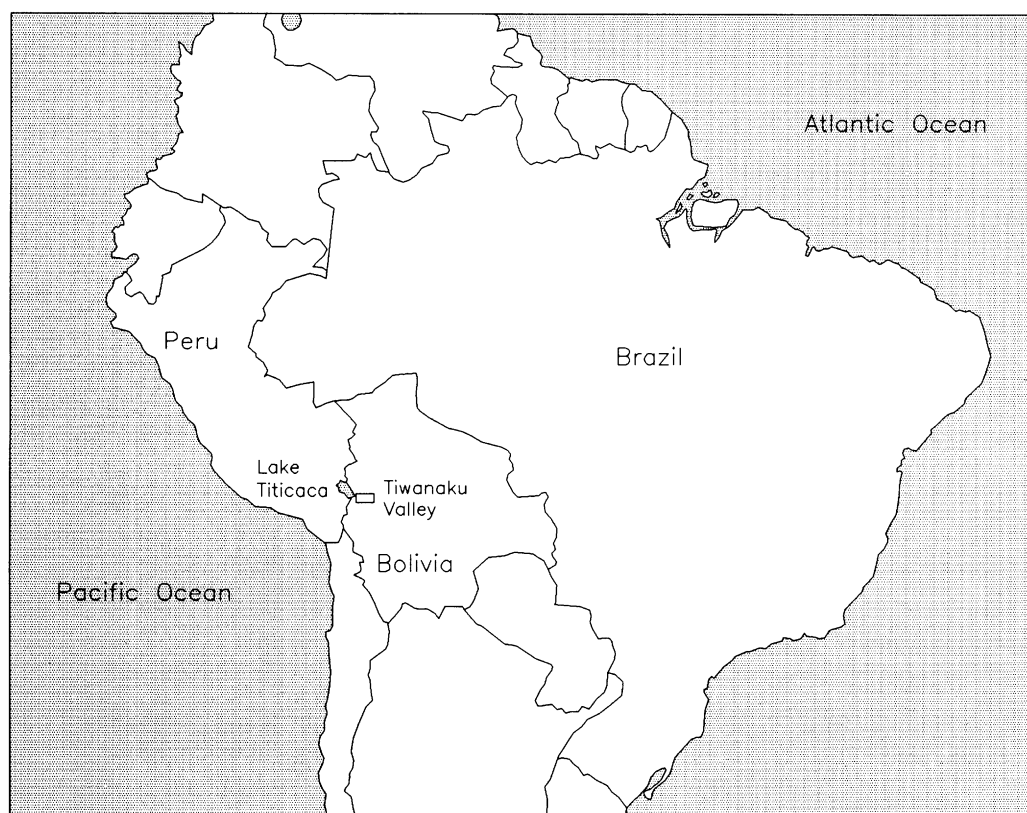 Atlantic Ocean
Peru
Brazil
Lake
Titicaca
Tiwanaku
Valley
Bolivia
Pacific Ocean